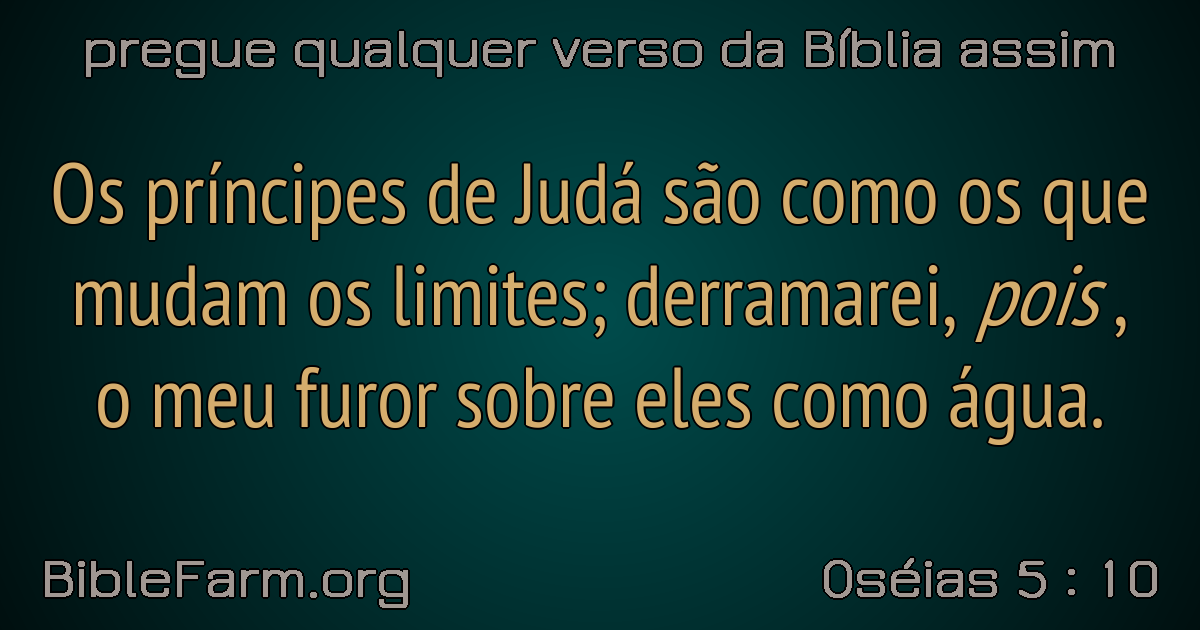 pregue qualquer verso da Bíblia assim
Os príncipes de Judá são como os que
mudam os limites; derramarei, pois ,
o meu furor sobre eles como água.
BibleFarm.org
Oséias 5 : 10